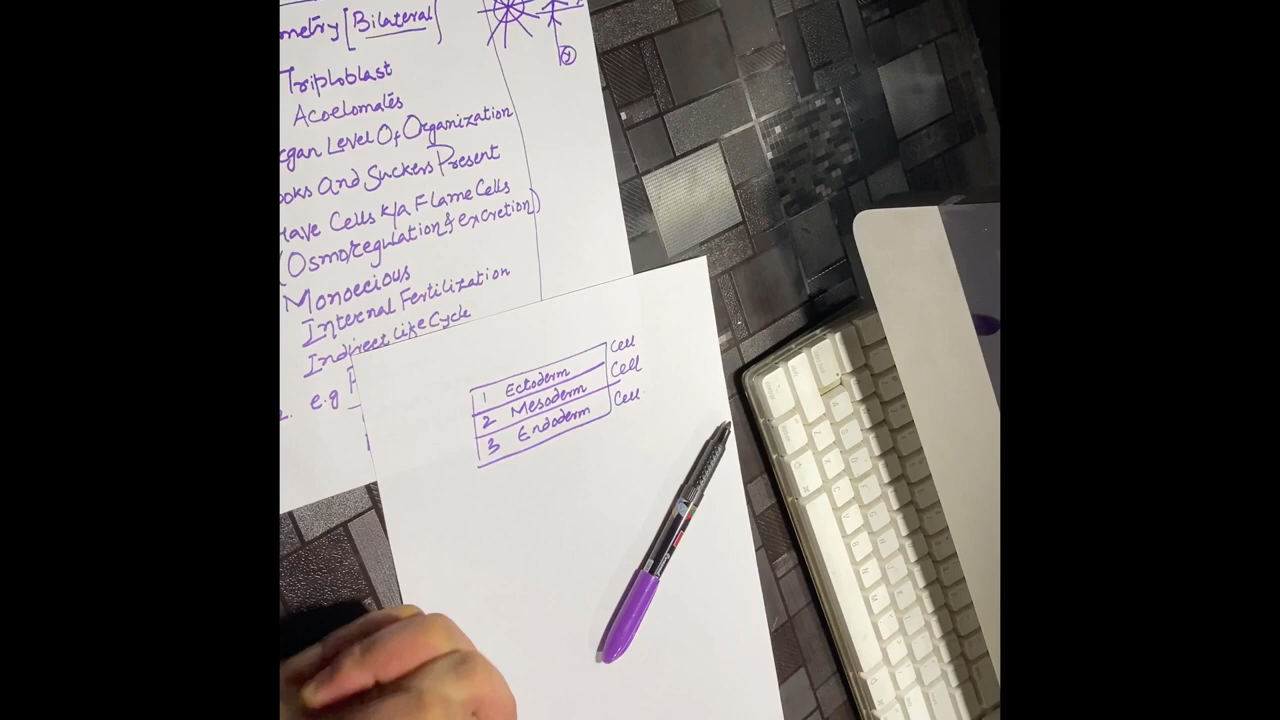 metry [Bilateral]
Triploblast
Acoelomates
rgan Level Of Organization
ooks And Suckers Present
Have Cells k/a Flame Cells
(Osmoregulation & excretion)
Monoecious
Internal Fertilization
Indirect Life Cycle
e.g
y
1 Ectoderm Cell
2 Mesoderm Cell
3 Endoderm Cell